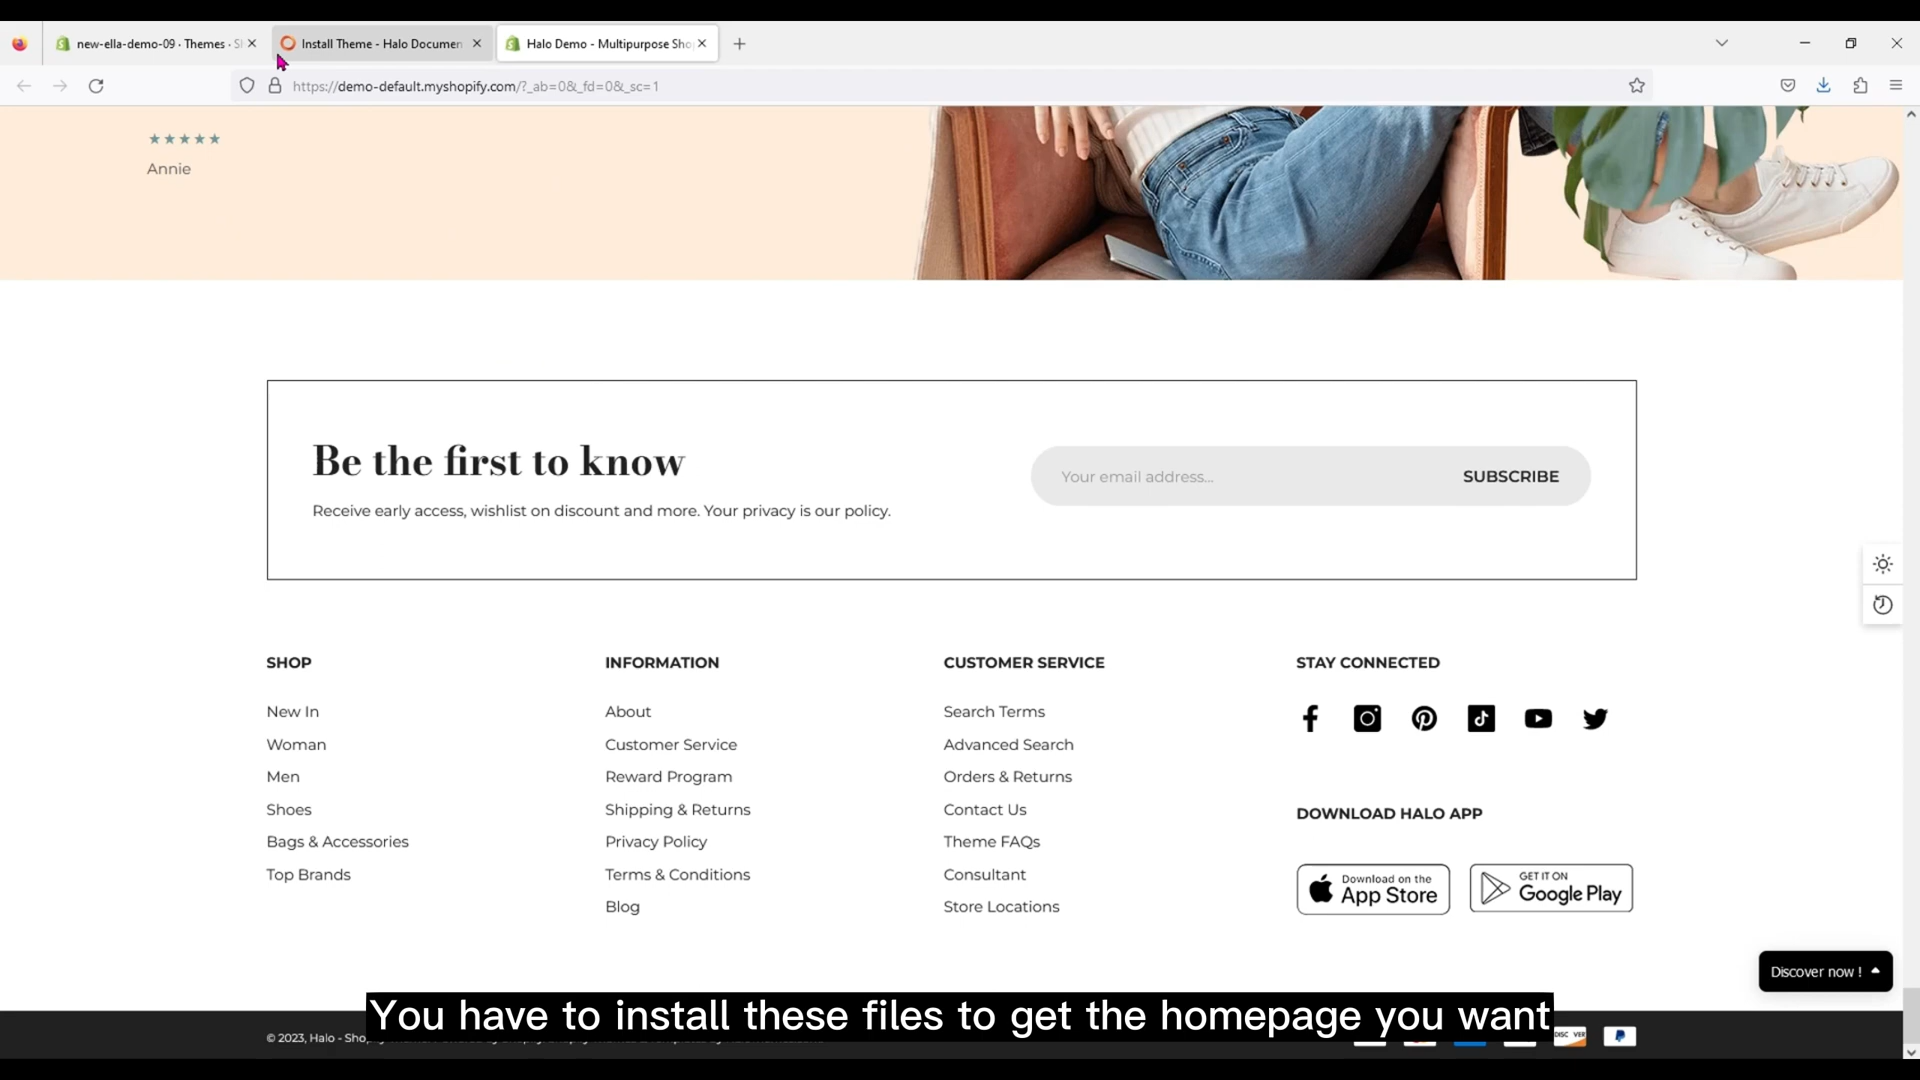 new-ella-demo-09 · Themes · S
Install Theme - Halo Documen
Halo Demo - Multipurpose Sho
https://demo-default.myshopify.com/?_ab=0&_fd=0&_sc=1
★★★★★
Annie
Be the first to know
Receive early access, wishlist on discount and more. Your privacy is our policy.
Your email address...
SUBSCRIBE
SHOP
New In
Woman
Men
Shoes
Bags & Accessories
Top Brands
INFORMATION
About
Customer Service
Reward Program
Shipping & Returns
Privacy Policy
Terms & Conditions
Blog
CUSTOMER SERVICE
Search Terms
Advanced Search
Orders & Returns
Contact Us
Theme FAQs
Consultant
Store Locations
STAY CONNECTED
DOWNLOAD HALO APP
Download on the
App Store
GET IT ON
Google Play
Discover now !
You have to install these files to get the homepage you want
© 2023, Halo - Sho